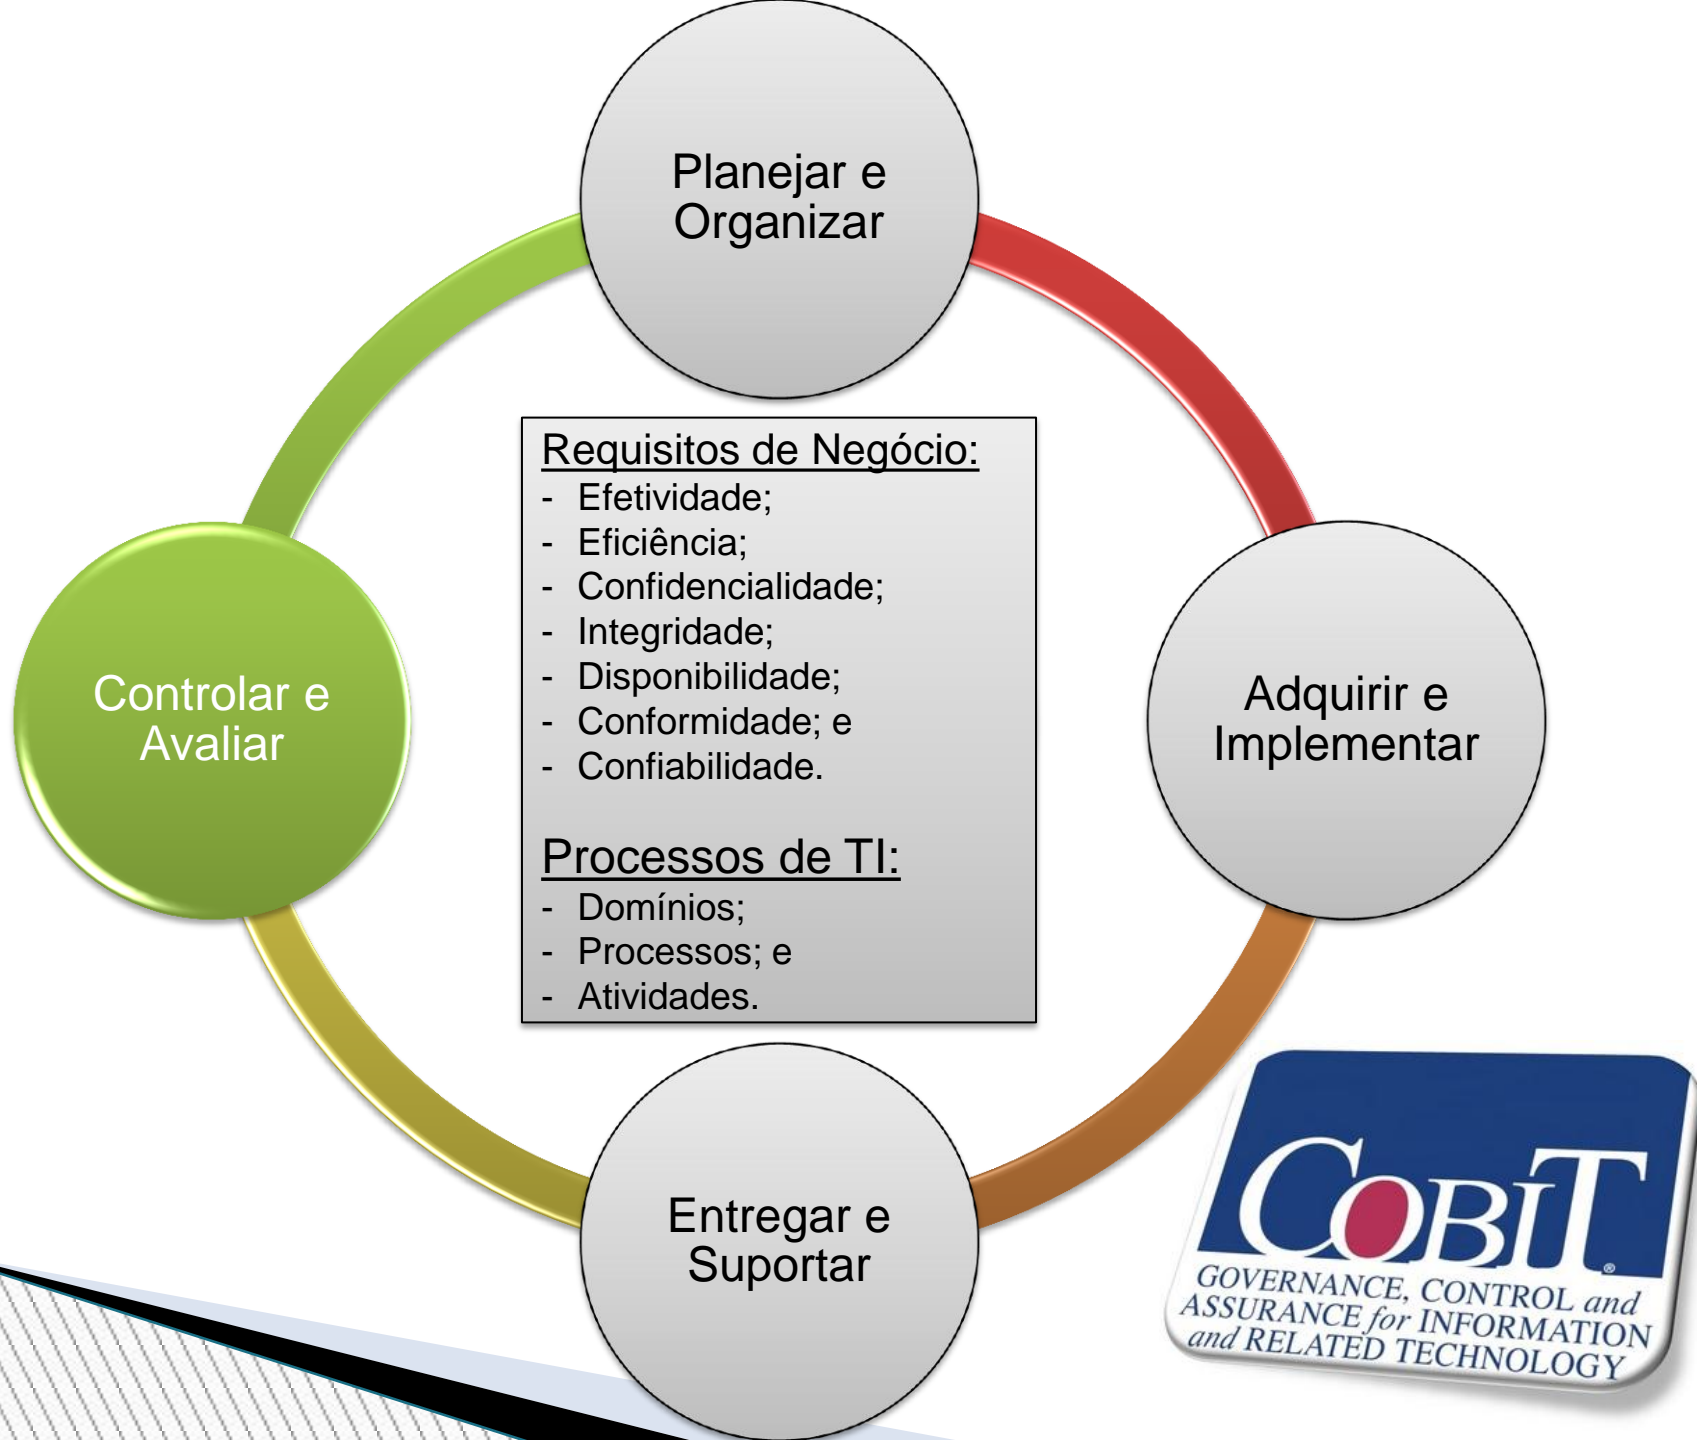 Planejar e
Organizar
Requisitos de Negócio:
- Efetividade;
- Eficiência;
- Confidencialidade;
- Integridade;
- Disponibilidade;
- Conformidade; e
- Confiabilidade.
Processos de TI:
- Domínios;
- Processos; e
- Atividades.
Controlar e
Avaliar
Adquirir e
Implementar
Entregar e
Suportar
COBIT®
GOVERNANCE, CONTROL and
ASSURANCE for INFORMATION
and RELATED TECHNOLOGY